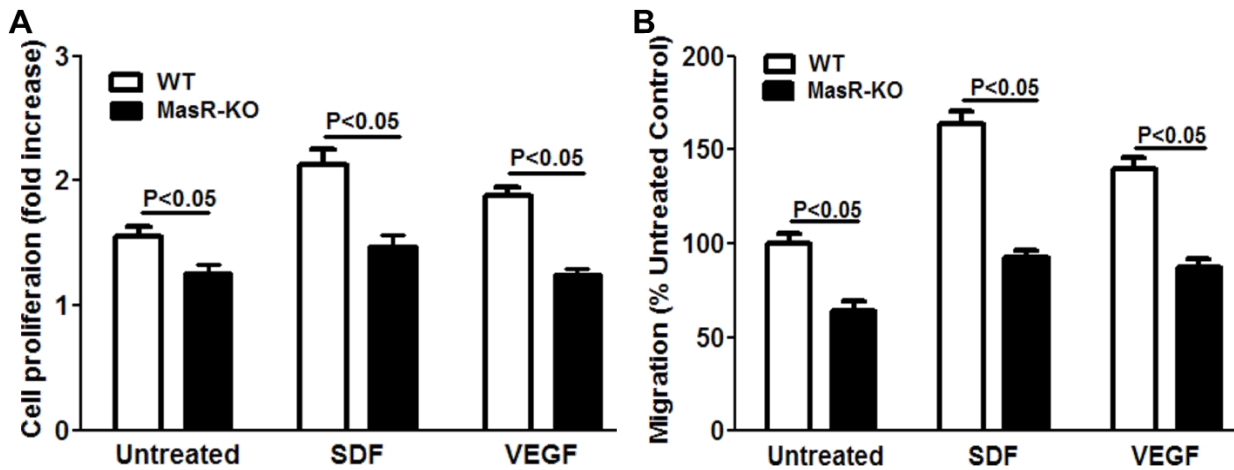 A
Cell proliferaion (fold increase)
3
2
1
0
WT
MasR-KO
P<0.05
P<0.05
P<0.05
Untreated
SDF
VEGF
B
Migration (% Untreated Control)
200
150
100
50
0
WT
MasR-KO
P<0.05
P<0.05
P<0.05
Untreated
SDF
VEGF